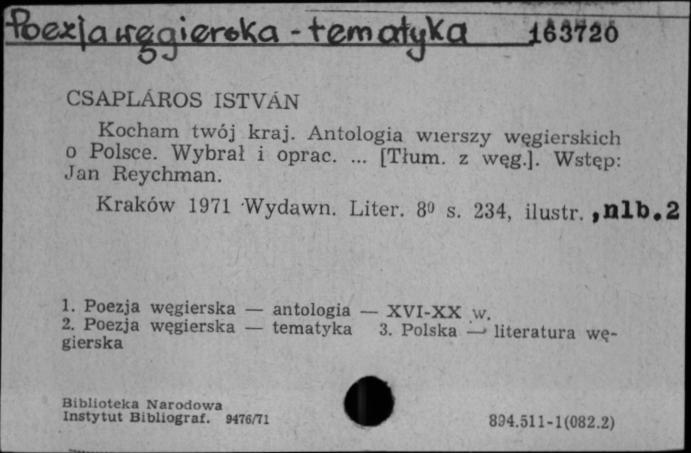 Poezja węgierska - tematyka 163720
CSAPLÁROS ISTVÁN
Kocham twój kraj. Antologia wierszy węgierskich
o Polsce. Wybrał i oprac. ... [Tłum. z węg.]. Wstęp:
Jan Reychman.
Kraków 1971 Wydawn. Liter. 8⁰ s. 234, ilustr. ,nlb.2
1. Poezja węgierska — antologia — XVI-XX w.
2. Poezja węgierska — tematyka 3. Polska — literatura wę-
gierska
Biblioteka Narodowa
Instytut Bibliograf. 9476/71
894.511-1(082.2)